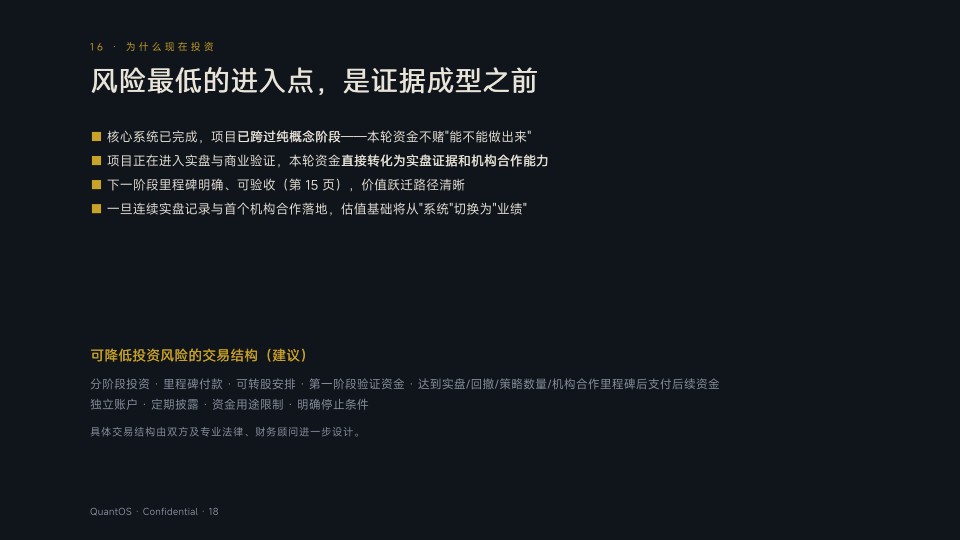 16 · 为什么现在投资
风险最低的进入点，是证据成型之前
核心系统已完成，项目已跨过纯概念阶段——本轮资金不赌"能不能做出来"
项目正在进入实盘与商业验证，本轮资金直接转化为实盘证据和机构合作能力
下一阶段里程碑明确、可验收（第 15 页），价值跃迁路径清晰
一旦连续实盘记录与首个机构合作落地，估值基础将从"系统"切换为"业绩"
可降低投资风险的交易结构（建议）
分阶段投资 · 里程碑付款 · 可转股安排 · 第一阶段验证资金 · 达到实盘/回撤/策略数量/机构合作里程碑后支付后续资金
独立账户 · 定期披露 · 资金用途限制 · 明确停止条件
具体交易结构由双方及专业法律、财务顾问进一步设计。
QuantOS · Confidential · 18